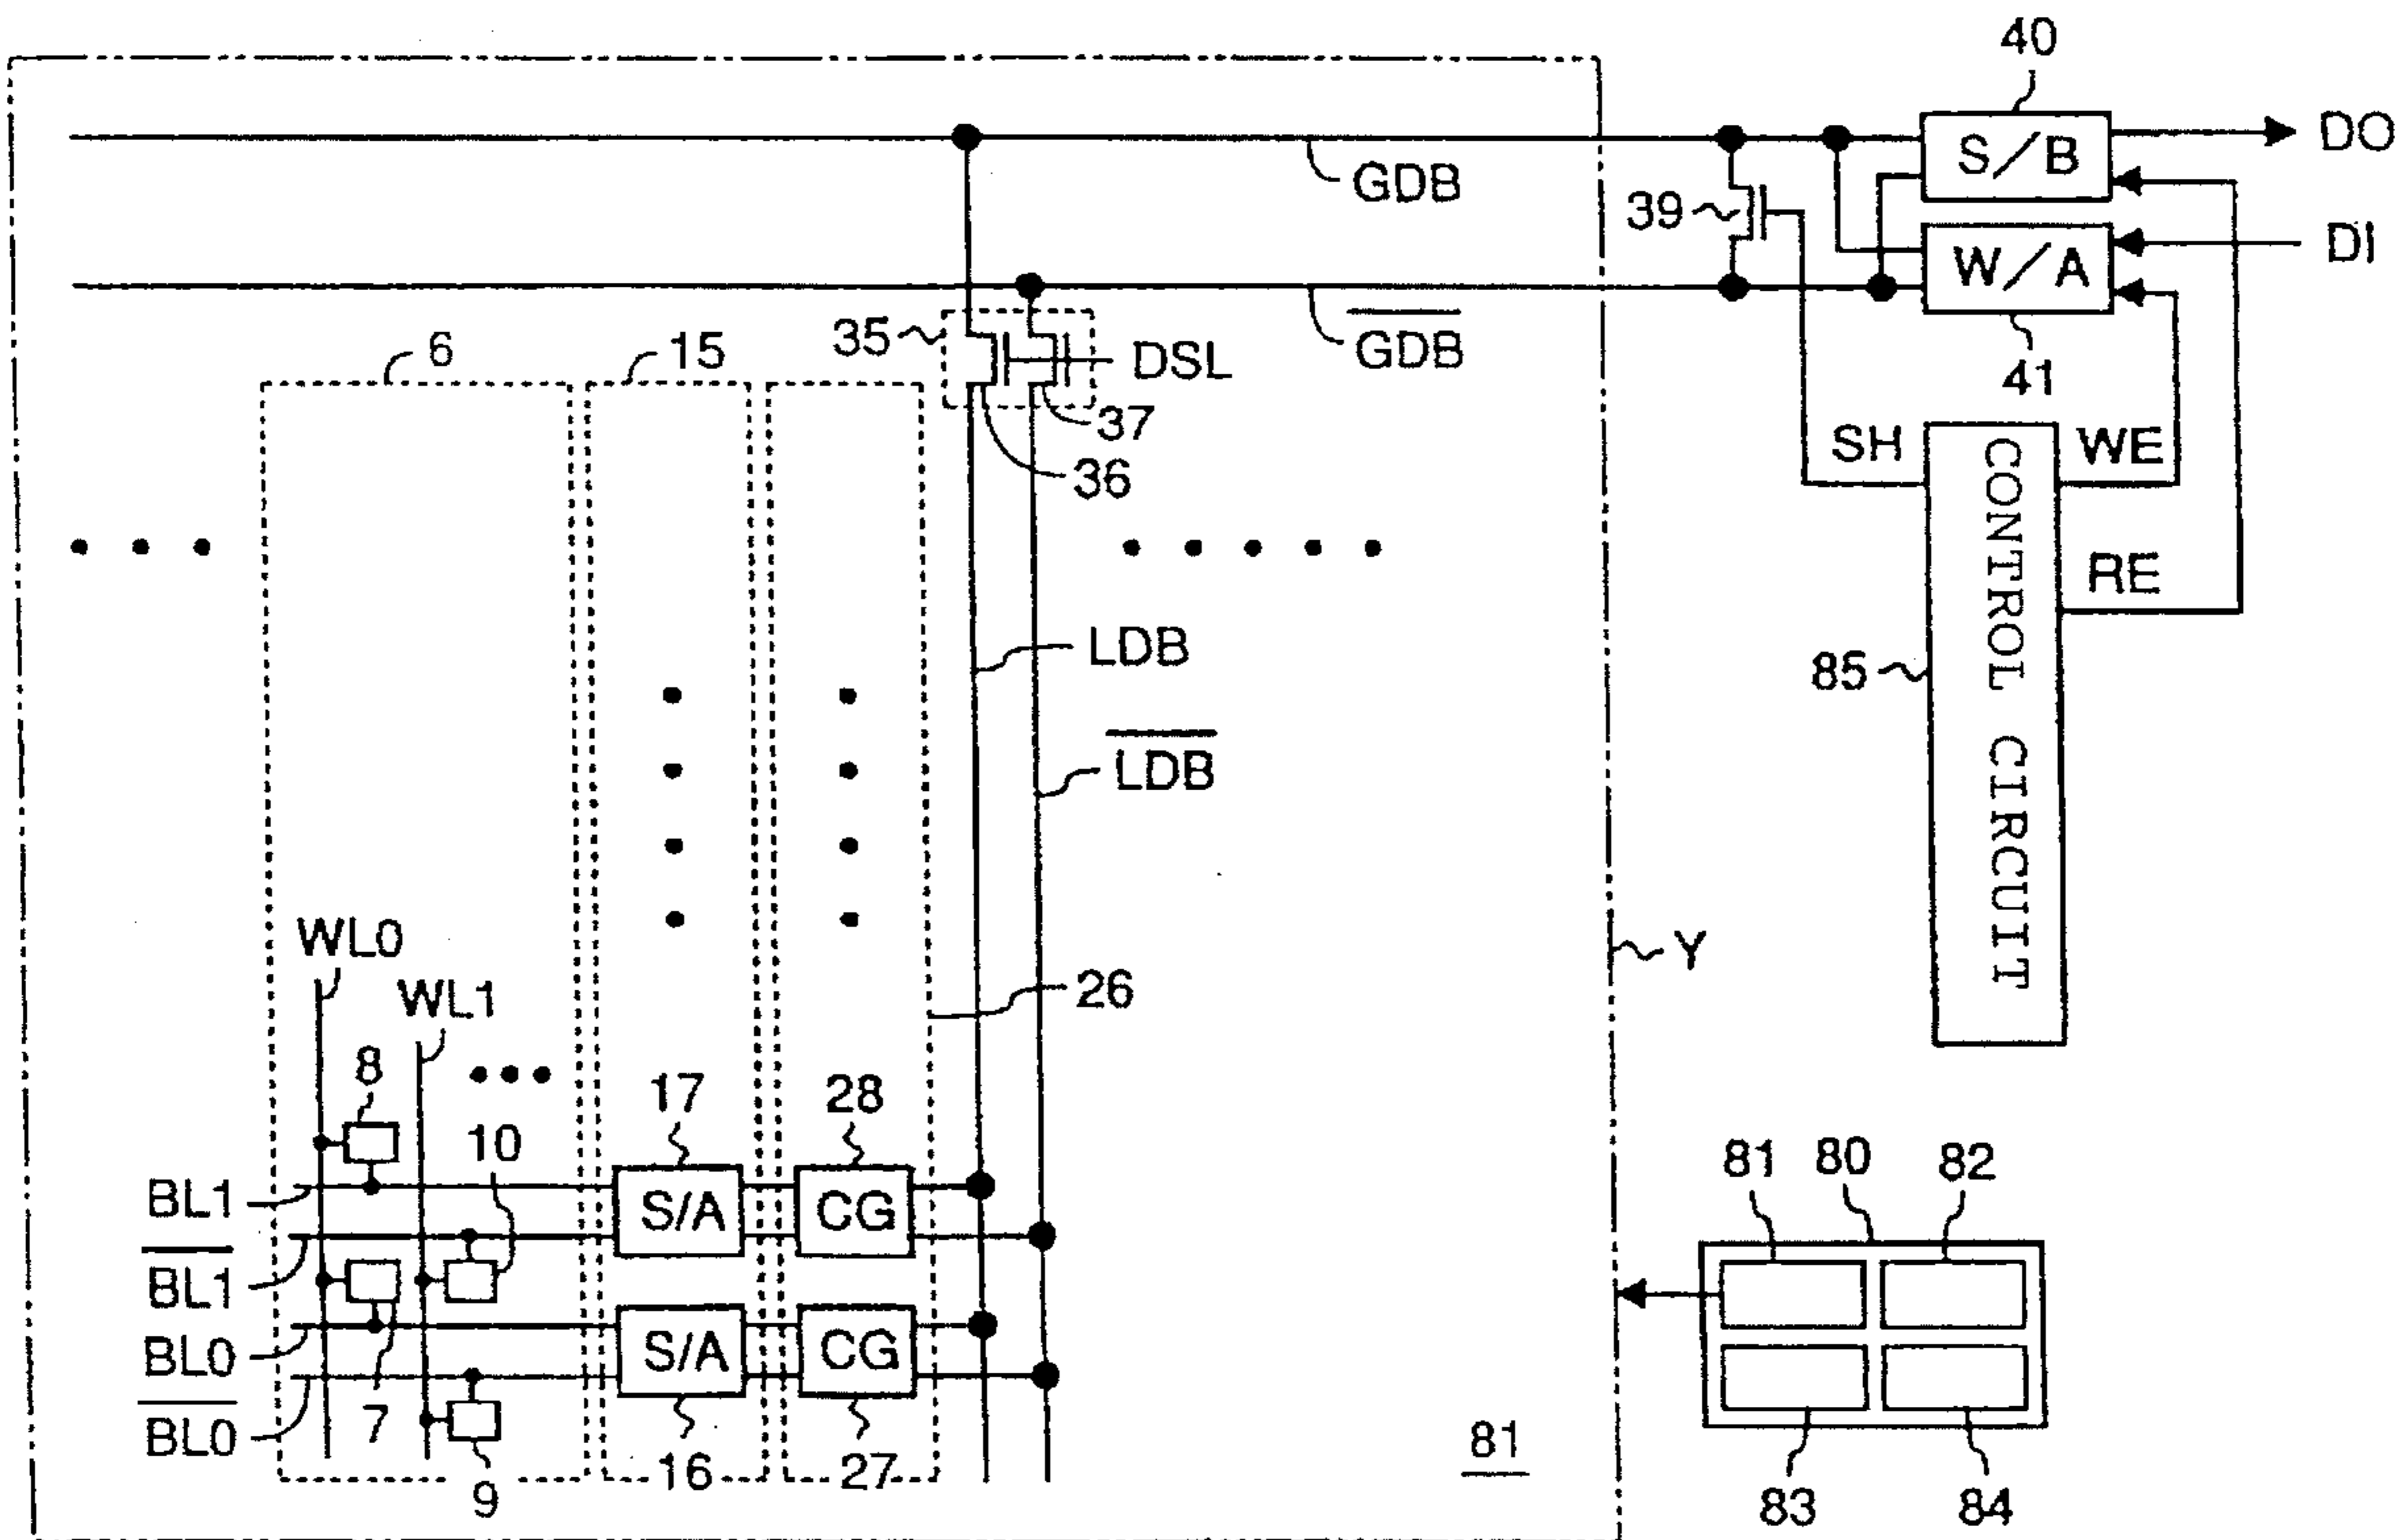 40
DO
S/B
GDB
39
DI
W/A
35
6
15
DSL
GDB
41
37
36
SH
CONTROL CIRCUIT
WE
RE
LDB
85
LDB
WL0
Y
WL1
26
8
17
28
10
81
80
82
BL1
S/A
CG
BL1
BL0
S/A
CG
BL0
7
9
16
27
81
83
84